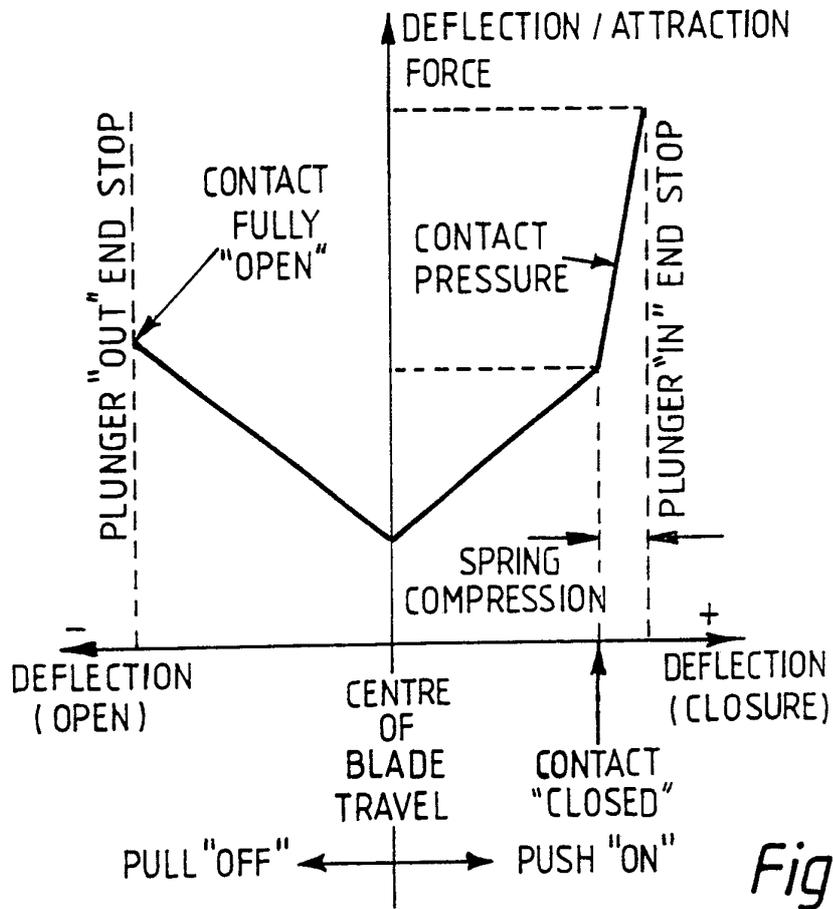 DEFLECTION / ATTRACTION
FORCE
PLUNGER "OUT" END STOP
CONTACT
FULLY
"OPEN"
CONTACT
PRESSURE
PLUNGER "IN" END STOP
SPRING
COMPRESSION
−
+
DEFLECTION
(OPEN)
DEFLECTION
(CLOSURE)
CENTRE
OF
BLADE
TRAVEL
CONTACT
"CLOSED"
PULL "OFF"
PUSH "ON"
Fig